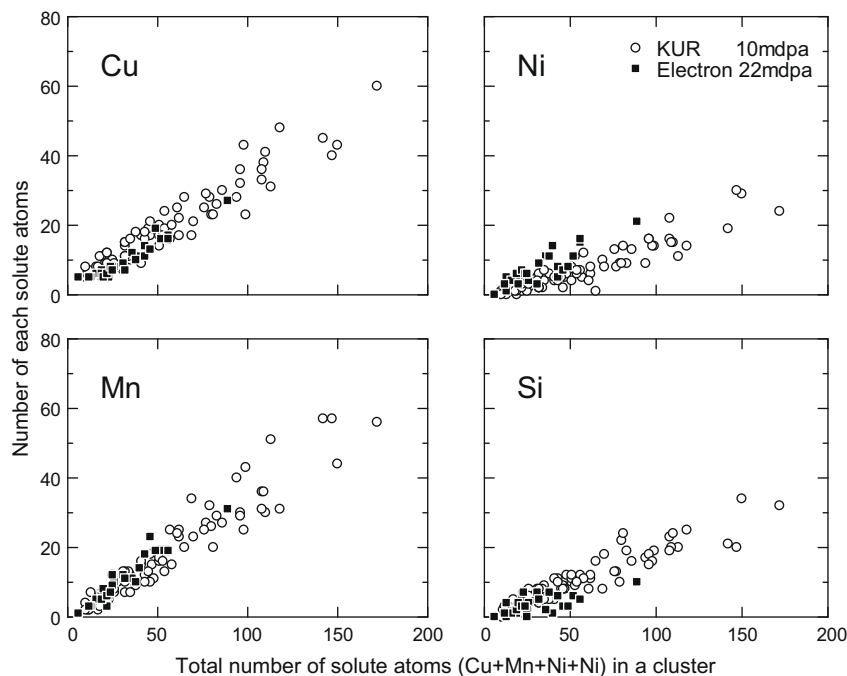 80
60
40
20
0
Cu
Ni
KUR 10mdpa
Electron 22mdpa
Number of each solute atoms
80
60
40
20
0
Mn
Si
0 50 100 150 200 0 50 100 150 200
Total number of solute atoms (Cu+Mn+Ni+Ni) in a cluster